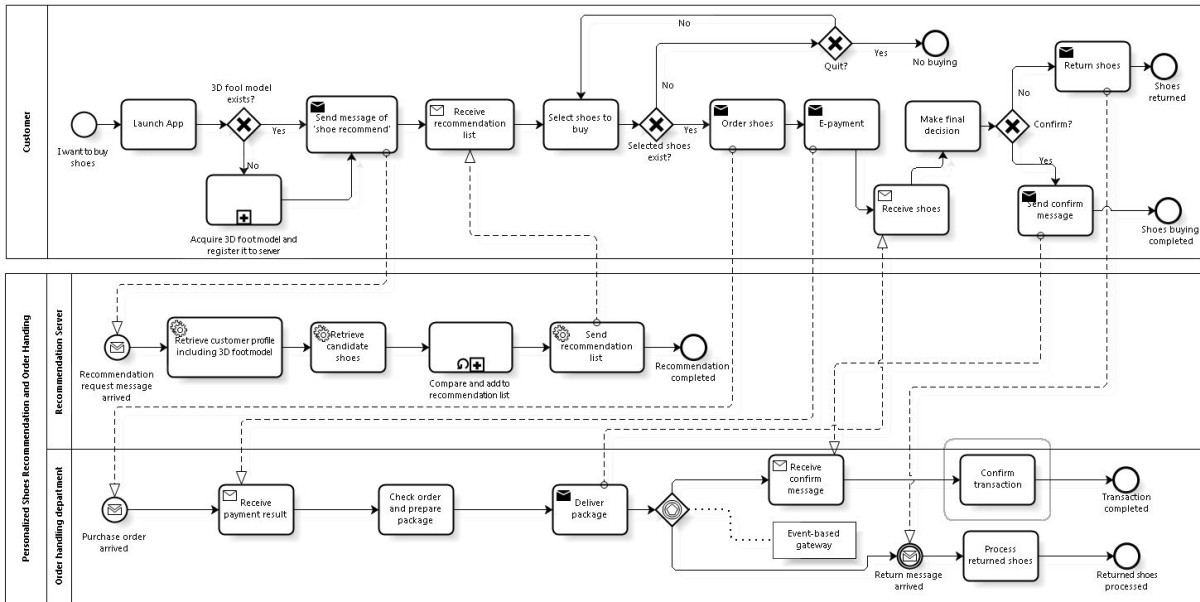 Customer
I want to buy
shoes
Launch App
3D fool model
exists?
Yes
No
Acquire 3D footmodel and
register it to server
Send message of
'shoe recommend'
Receive
recommendation
list
Select shoes to
buy
No
No
Selected shoes
exist?
Yes
Quit?
Yes
No buying
Order shoes
E-payment
Receive shoes
Make final
decision
Confirm?
No
Yes
Return shoes
Shoes
returned
Send confirm
message
Shoes buying
completed
Personalized Shoes Recommendation and Order Handing
Recommendation Server
Recommendation
request message
arrived
Retrieve customer profile
including 3D footmodel
Retrieve
candidate
shoes
Compare and add to
recommendation list
Send
recommendation
list
Recommendation
completed
Order handling department
Purchase order
arrived
Receive
payment result
Check order
and prepare
package
Deliver
package
Event-based
gateway
Receive
confirm
message
Confirm
transaction
Transaction
completed
Return message
arrived
Process
returned shoes
Returned shoes
processed